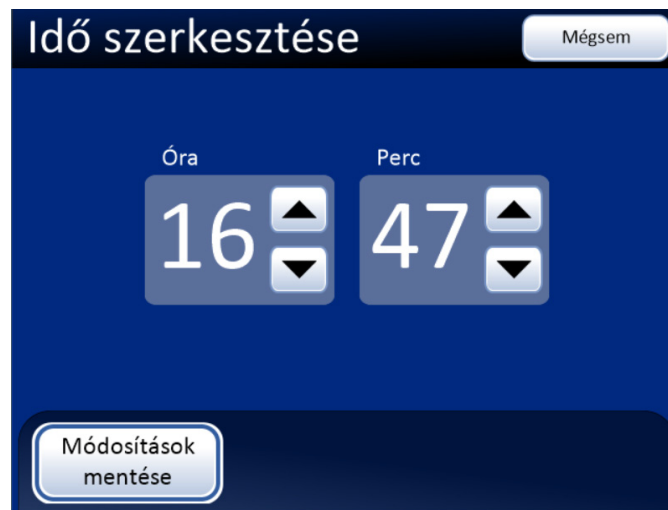 Idő szerkesztése
Mégsem
Óra
Perc
16
47
Módosítások
mentése